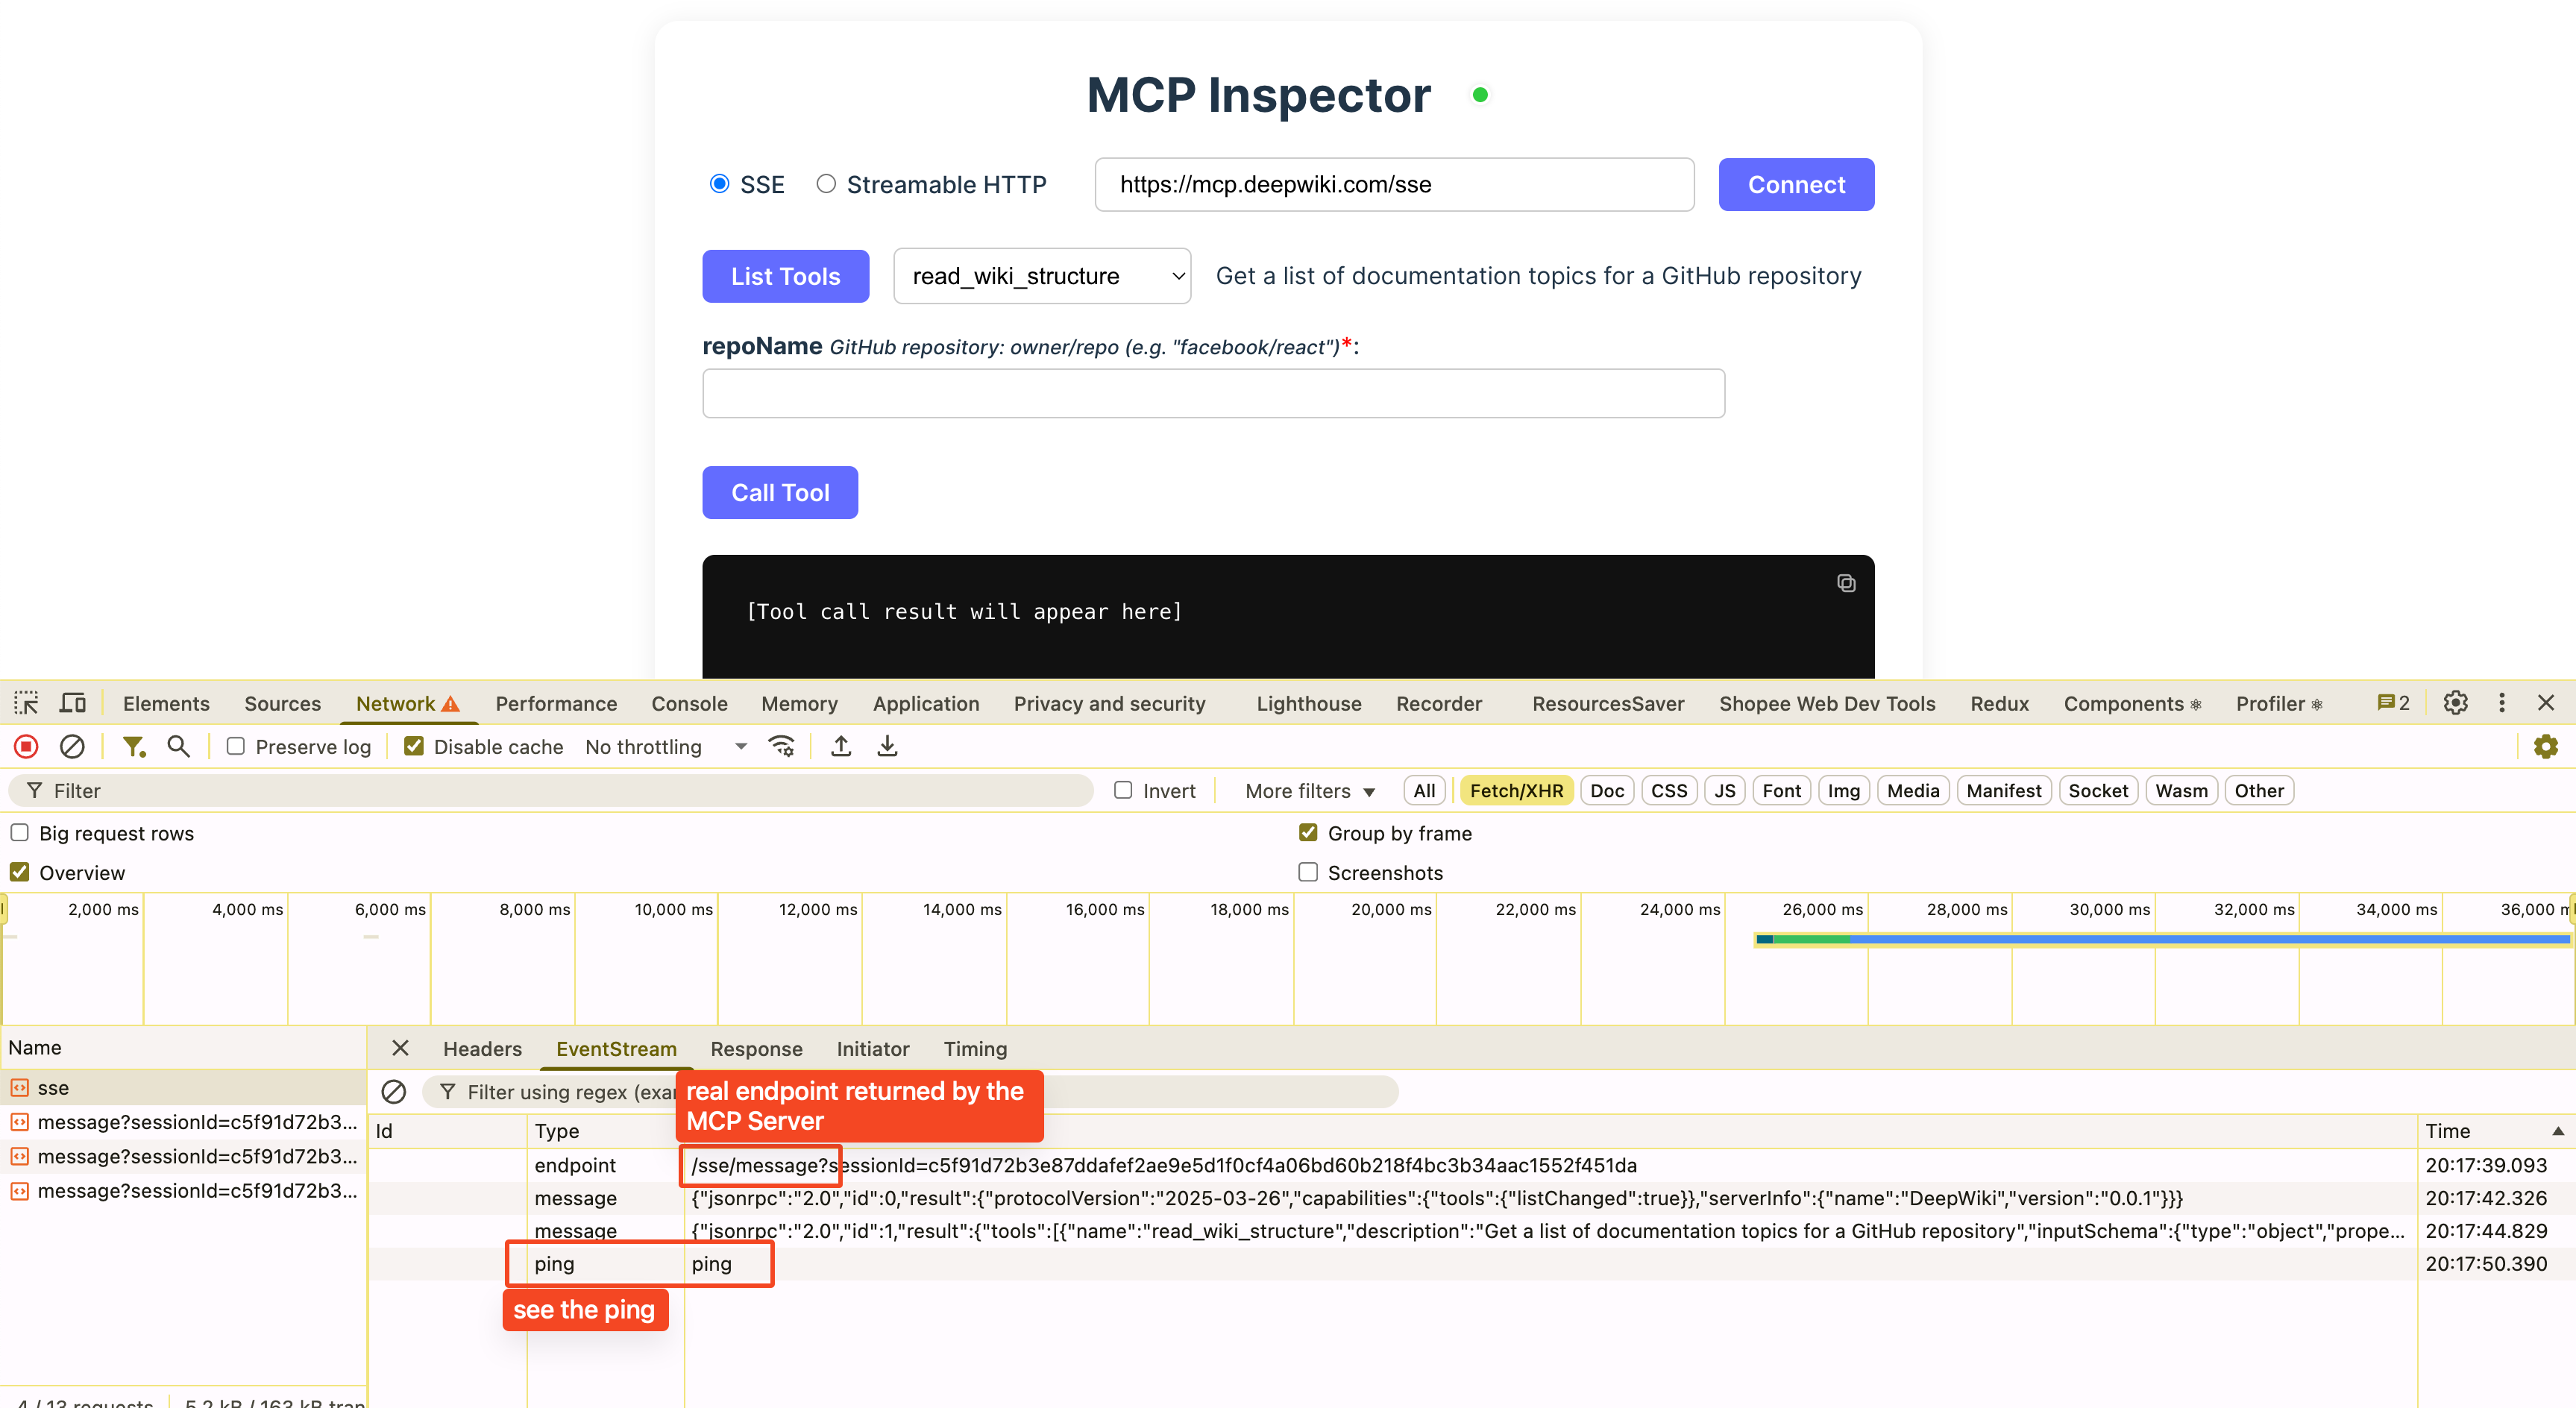 MCP Inspector
SSE Streamable HTTP https://mcp.deepwiki.com/sse Connect
List Tools read_wiki_structure Get a list of documentation topics for a GitHub repository
repoName GitHub repository: owner/repo (e.g. "facebook/react")*:
Call Tool
[Tool call result will appear here]
Elements Sources Network Performance Console Memory Application Privacy and security Lighthouse Recorder ResourcesSaver Shopee Web Dev Tools Redux Components ⚛ Profiler ⚛ 2
Preserve log Disable cache No throttling
Filter Invert More filters All Fetch/XHR Doc CSS JS Font Img Media Manifest Socket Wasm Other
Big request rows Group by frame
Overview Screenshots
2,000 ms 4,000 ms 6,000 ms 8,000 ms 10,000 ms 12,000 ms 14,000 ms 16,000 ms 18,000 ms 20,000 ms 22,000 ms 24,000 ms 26,000 ms 28,000 ms 30,000 ms 32,000 ms 34,000 ms 36,000 m
Name
sse
message?sessionId=c5f91d72b3...
message?sessionId=c5f91d72b3...
message?sessionId=c5f91d72b3...
4 / 13 requests 5.2 kB / 163 kB tran
Headers EventStream Response Initiator Timing
Filter using regex (exa
real endpoint returned by the
MCP Server
Id Type Time
endpoint /sse/message?sessionId=c5f91d72b3e87ddafef2ae9e5d1f0cf4a06bd60b218f4bc3b34aac1552f451da 20:17:39.093
message {"jsonrpc":"2.0","id":0,"result":{"protocolVersion":"2025-03-26","capabilities":{"tools":{"listChanged":true}},"serverInfo":{"name":"DeepWiki","version":"0.0.1"}}} 20:17:42.326
message {"jsonrpc":"2.0","id":1,"result":{"tools":[{"name":"read_wiki_structure","description":"Get a list of documentation topics for a GitHub repository","inputSchema":{"type":"object","prope... 20:17:44.829
ping ping 20:17:50.390
see the ping